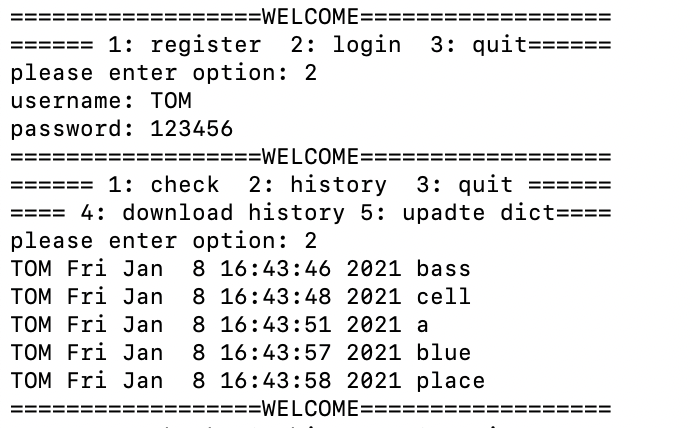 ==================WELCOME==================
====== 1: register  2: login  3: quit======
please enter option: 2
username: TOM
password: 123456
==================WELCOME==================
====== 1: check  2: history  3: quit ======
==== 4: download history 5: upadte dict====
please enter option: 2
TOM Fri Jan  8 16:43:46 2021 bass
TOM Fri Jan  8 16:43:48 2021 cell
TOM Fri Jan  8 16:43:51 2021 a
TOM Fri Jan  8 16:43:57 2021 blue
TOM Fri Jan  8 16:43:58 2021 place
==================WELCOME==================